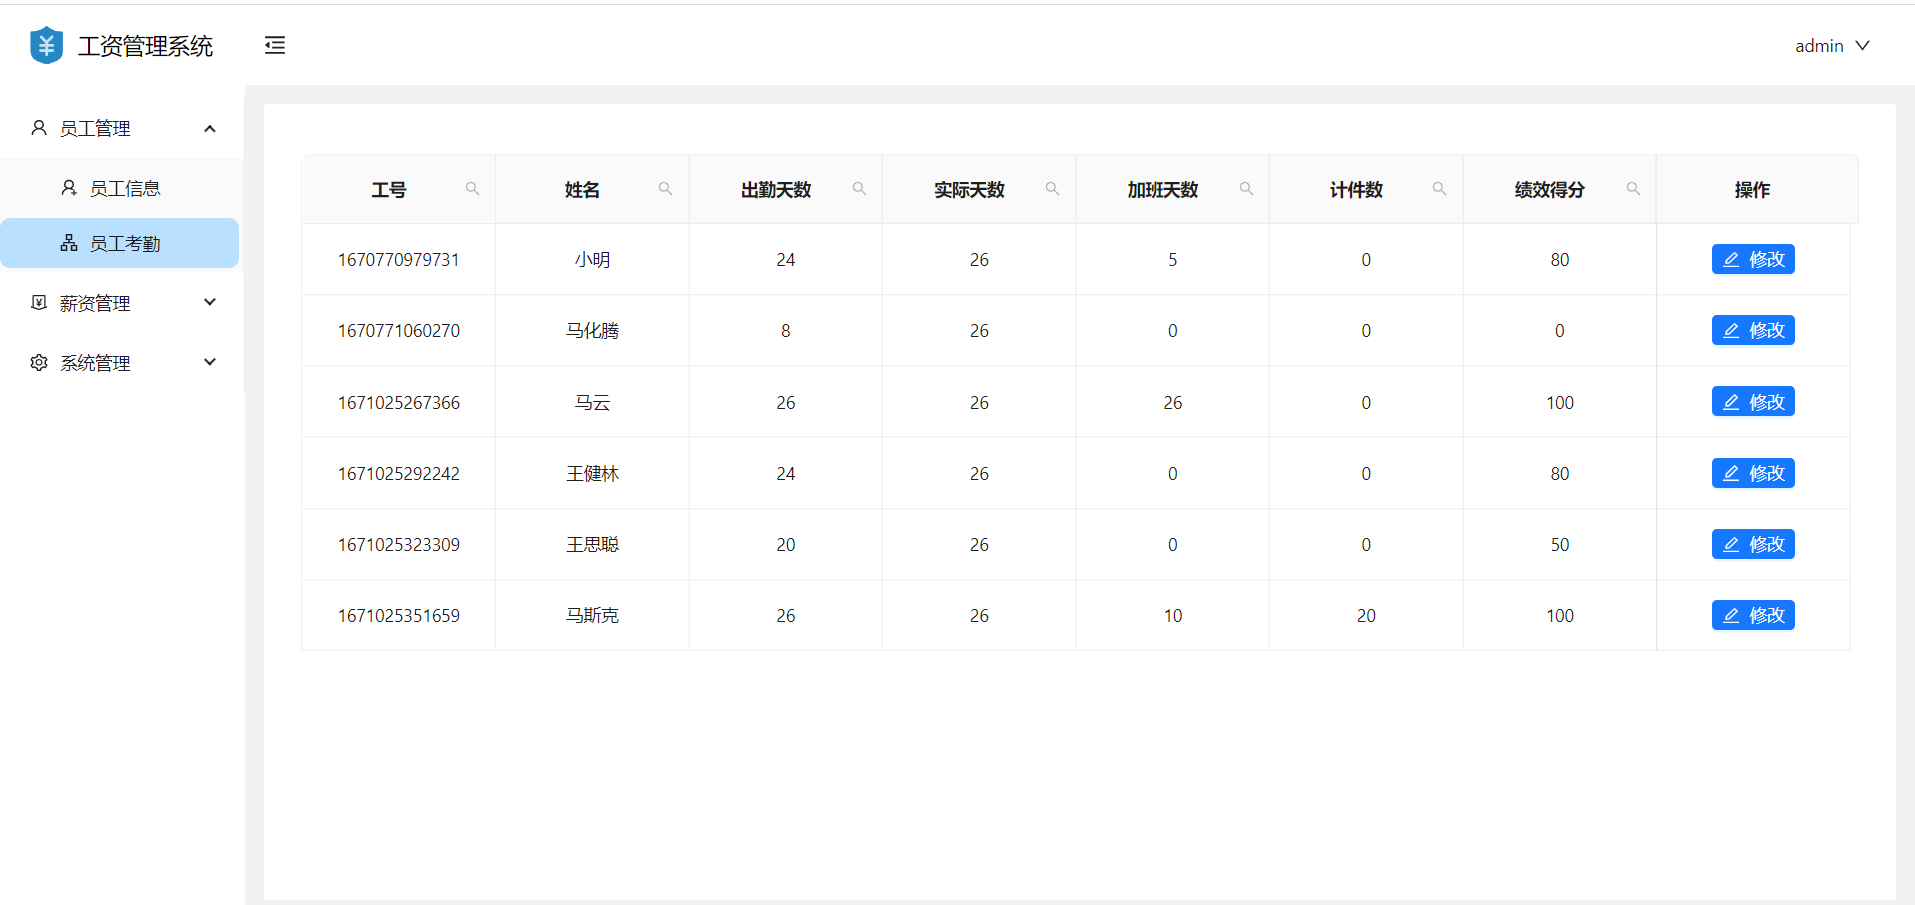 工资管理系统
admin
员工管理
员工信息
员工考勤
薪资管理
系统管理
工号 姓名 出勤天数 实际天数 加班天数 计件数 绩效得分 操作
1670770979731 小明 24 26 5 0 80 修改
1670771060270 马化腾 8 26 0 0 0 修改
1671025267366 马云 26 26 26 0 100 修改
1671025292242 王健林 24 26 0 0 80 修改
1671025323309 王思聪 20 26 0 0 50 修改
1671025351659 马斯克 26 26 10 20 100 修改